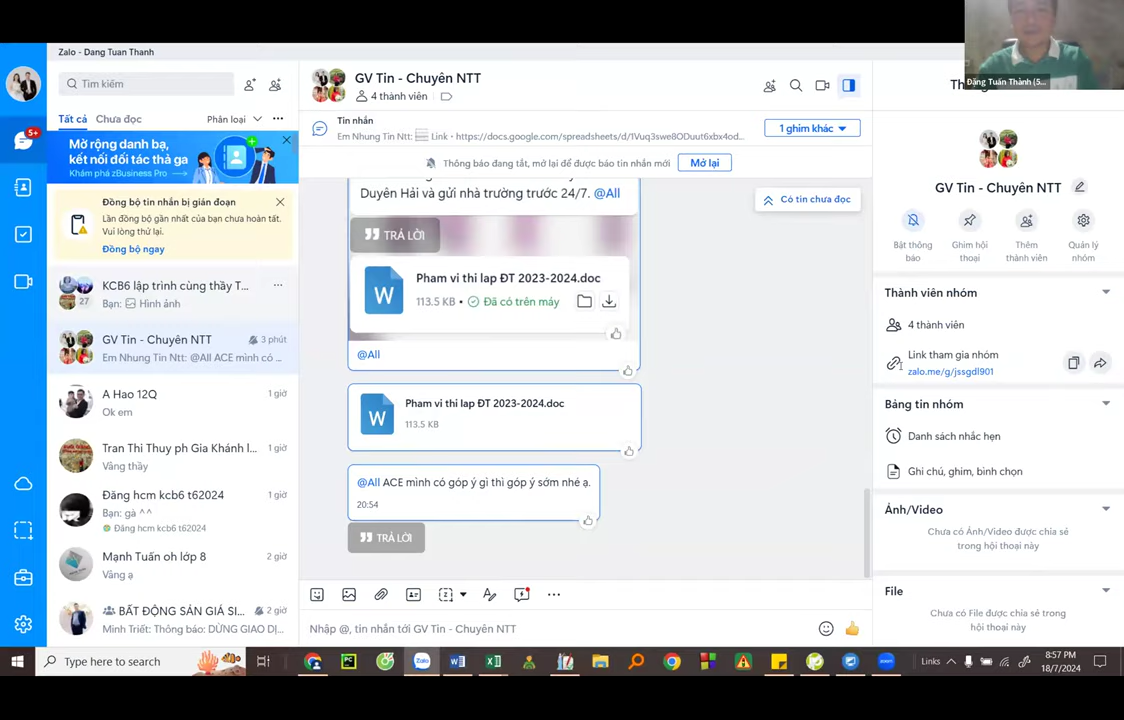 Zalo - Dang Tuan Thanh
Tìm kiếm
Tất cả
Chưa đọc
Phân loại
5+
Mở rộng danh bạ,
kết nối đối tác thả ga
Khám phá zBusiness Pro
Đồng bộ tin nhắn bị gián đoạn
Lần đồng bộ gần nhất của bạn chưa hoàn tất.
Vui lòng thử lại.
Đồng bộ ngay
KCB6 lập trình cùng thầy T...
27
Bạn: Hình ảnh
GV Tin - Chuyên NTT
3 phút
Em Nhung Tin Ntt: @All ACE mình có ...
A Hao 12Q
1 giờ
Ok em
Tran Thi Thuy ph Gia Khánh l...
1 giờ
Vâng thầy
Đăng hcm kcb6 t62024
1 giờ
Bạn: gà ^^
Đăng hcm kcb6 t62024
Mạnh Tuấn oh lớp 8
2 giờ
Vâng ạ
BẤT ĐỘNG SẢN GIÁ SI...
2 giờ
Minh Triết: Thông báo: DỪNG GIAO DỊ...
GV Tin - Chuyên NTT
4 thành viên
Tin nhắn
Em Nhung Tin Ntt: Link • https://docs.google.com/spreadsheets/d/1Vuq3swe8ODuut6xbx4od...
1 ghim khác
Thông báo đang tắt, mở lại để được báo tin nhắn mới
Mở lại
Có tin chưa đọc
Duyên Hải và gửi nhà trường trước 24/7. @All
TRẢ LỜI
Pham vi thi lap ĐT 2023-2024.doc
113.5 KB • Đã có trên máy
@All
Pham vi thi lap ĐT 2023-2024.doc
113.5 KB
@All ACE mình có góp ý gì thì góp ý sớm nhé ạ.
20:54
TRẢ LỜI
Nhập @, tin nhắn tới GV Tin - Chuyên NTT
Đặng Tuấn Thành (5...
GV Tin - Chuyên NTT
Bật thông
báo
Ghim hội
thoại
Thêm
thành viên
Quản lý
nhóm
Thành viên nhóm
4 thành viên
Link tham gia nhóm
zalo.me/g/jssgdl901
Bảng tin nhóm
Danh sách nhắc hẹn
Ghi chú, ghim, bình chọn
Ảnh/Video
Chưa có Ảnh/Video được chia sẻ
trong hội thoại này
File
Chưa có File được chia sẻ trong
hội thoại này
Type here to search
Links
8:57 PM
18/7/2024